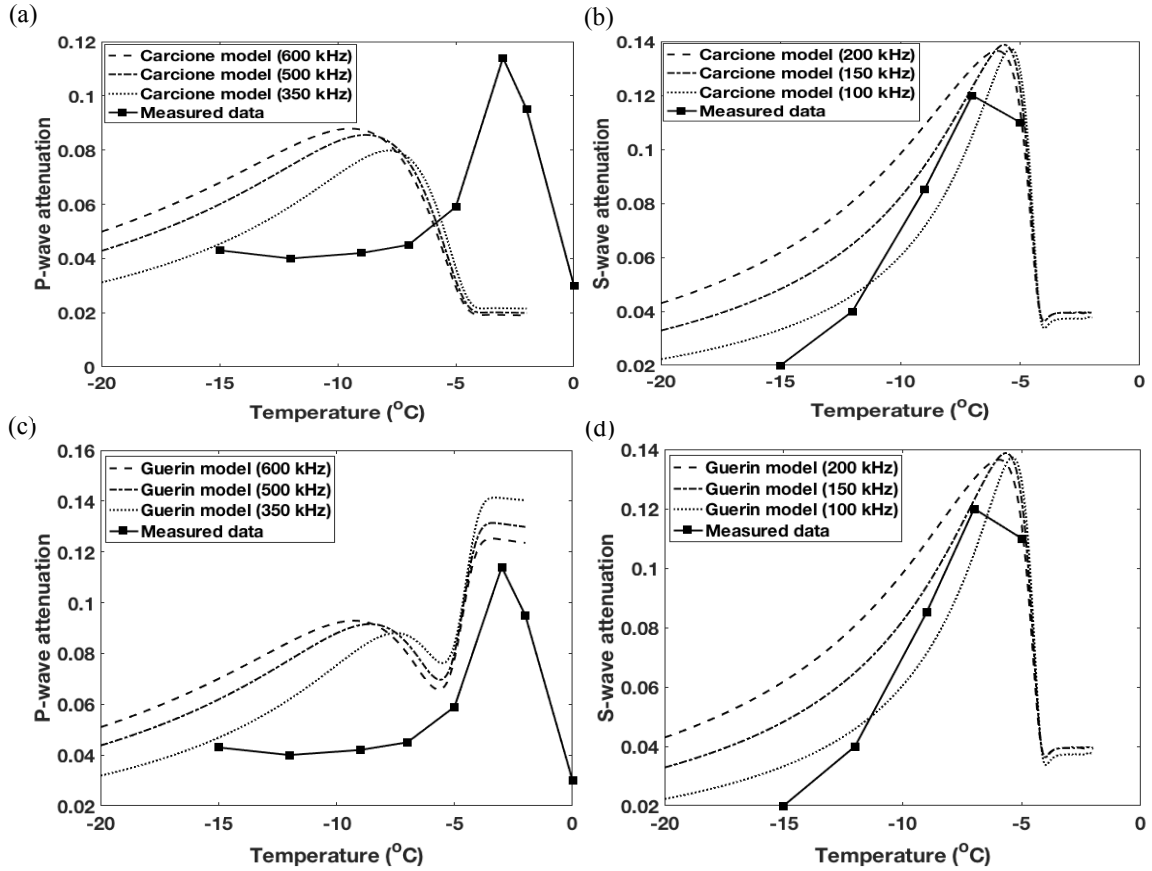 (a)
0.12
0.1
0.08
0.06
0.04
0.02
0
P-wave attenuation
Carcione model (600 kHz)
Carcione model (500 kHz)
Carcione model (350 kHz)
Measured data
-20 -15 -10 -5 0
Temperature (°C)
(b)
0.14
0.12
0.1
0.08
0.06
0.04
0.02
S-wave attenuation
Carcione model (200 kHz)
Carcione model (150 kHz)
Carcione model (100 kHz)
Measured data
-20 -15 -10 -5 0
Temperature (°C)
(c)
0.16
0.14
0.12
0.1
0.08
0.06
0.04
0.02
P-wave attenuation
Guerin model (600 kHz)
Guerin model (500 kHz)
Guerin model (350 kHz)
Measured data
-20 -15 -10 -5 0
Temperature (°C)
(d)
0.14
0.12
0.1
0.08
0.06
0.04
0.02
S-wave attenuation
Guerin model (200 kHz)
Guerin model (150 kHz)
Guerin model (100 kHz)
Measured data
-20 -15 -10 -5 0
Temperature (°C)